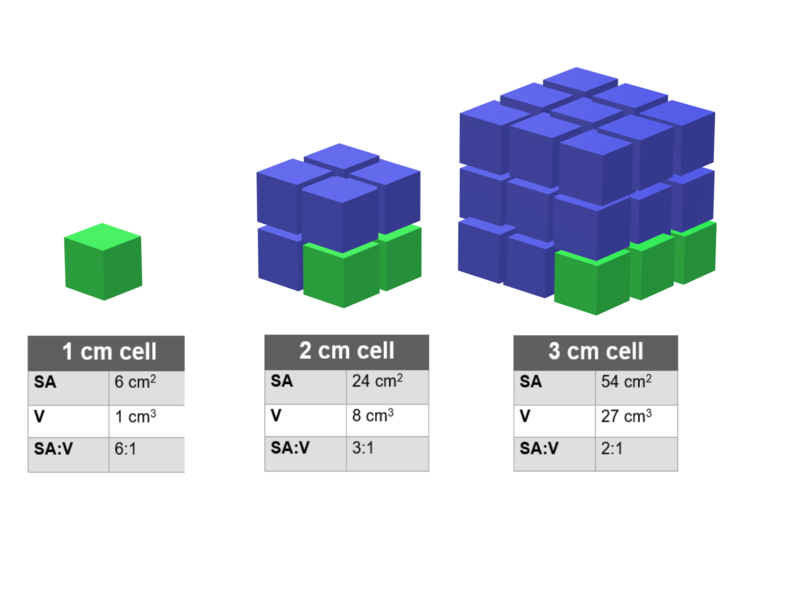 1 cm cell
SA 6 cm²
V 1 cm³
SA:V 6:1
2 cm cell
SA 24 cm²
V 8 cm³
SA:V 3:1
3 cm cell
SA 54 cm²
V 27 cm³
SA:V 2:1